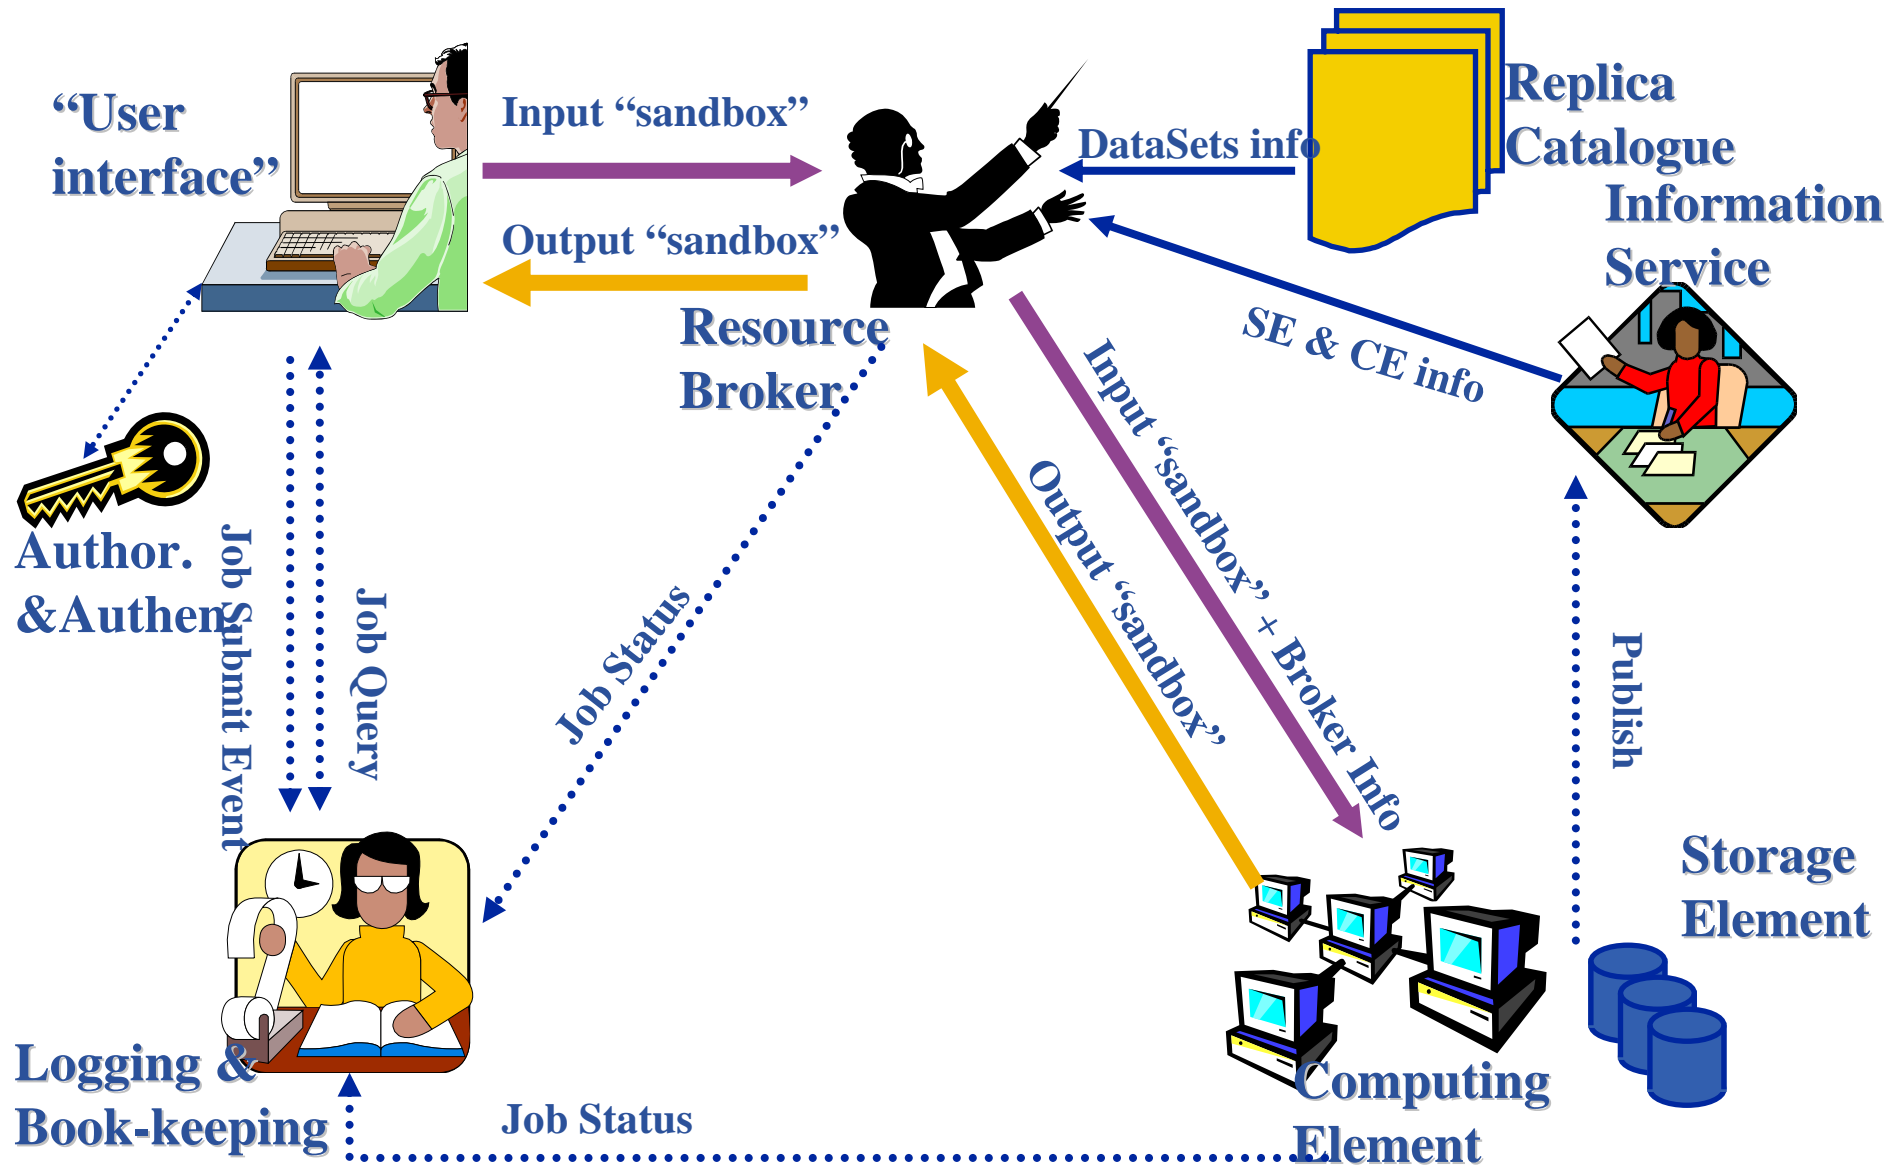 “User
interface”
Input “sandbox”
Output “sandbox”
DataSets info
Replica
Catalogue
Information
Service
Resource
Broker
SE & CE info
Author.
&Authen.
Job Submit Event
Job Query
Job Status
Output “sandbox”
Input “sandbox” + Broker Info
Publish
Storage
Element
Logging &
Book-keeping
Job Status
Computing
Element